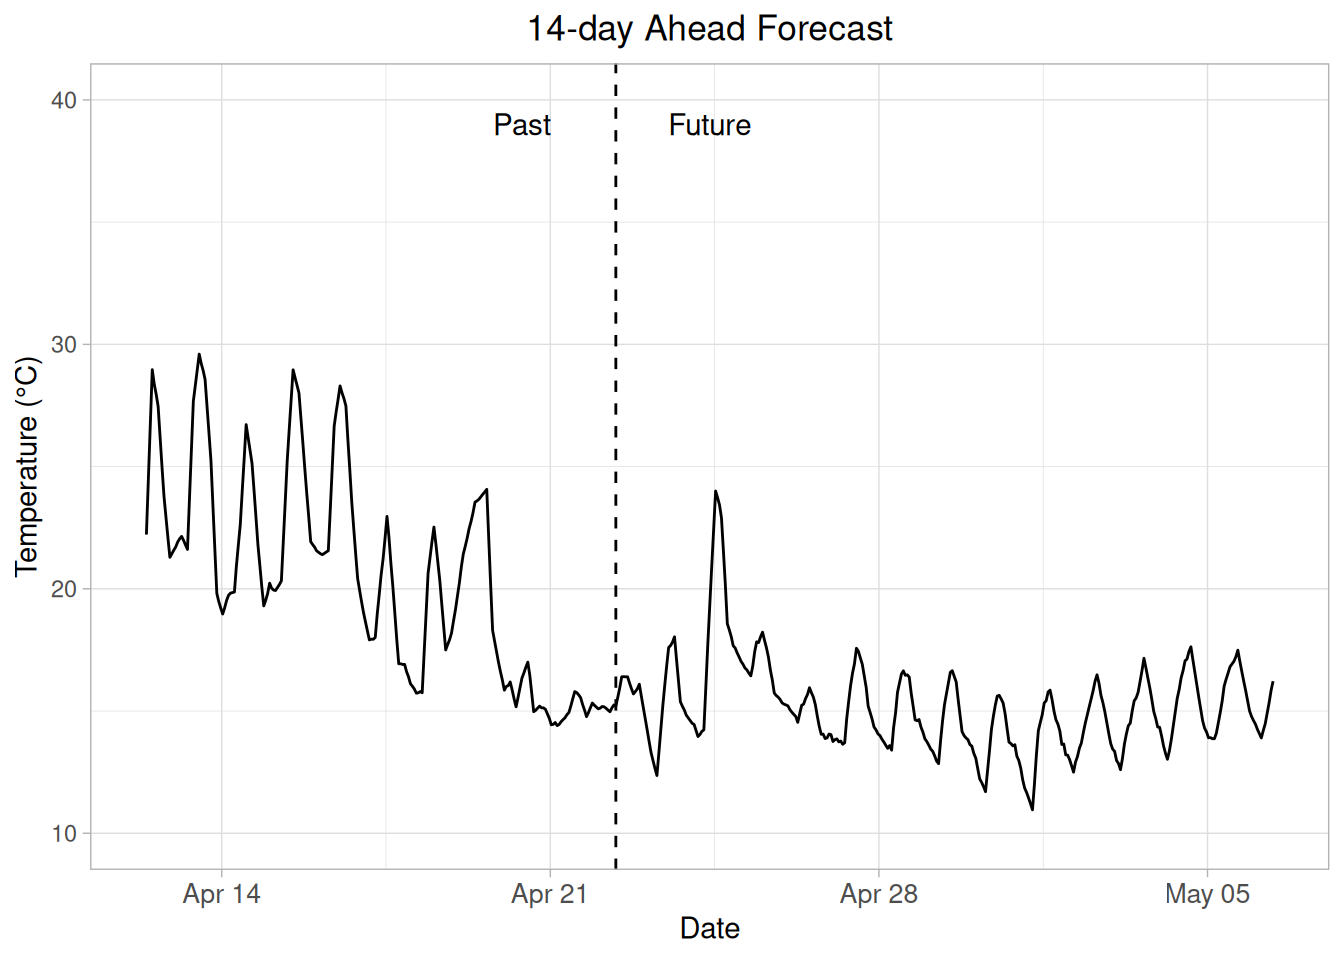 14-day Ahead Forecast
40
Past
Future
30
20
10
Temperature (°C)
Apr 14
Apr 21
Apr 28
May 05
Date